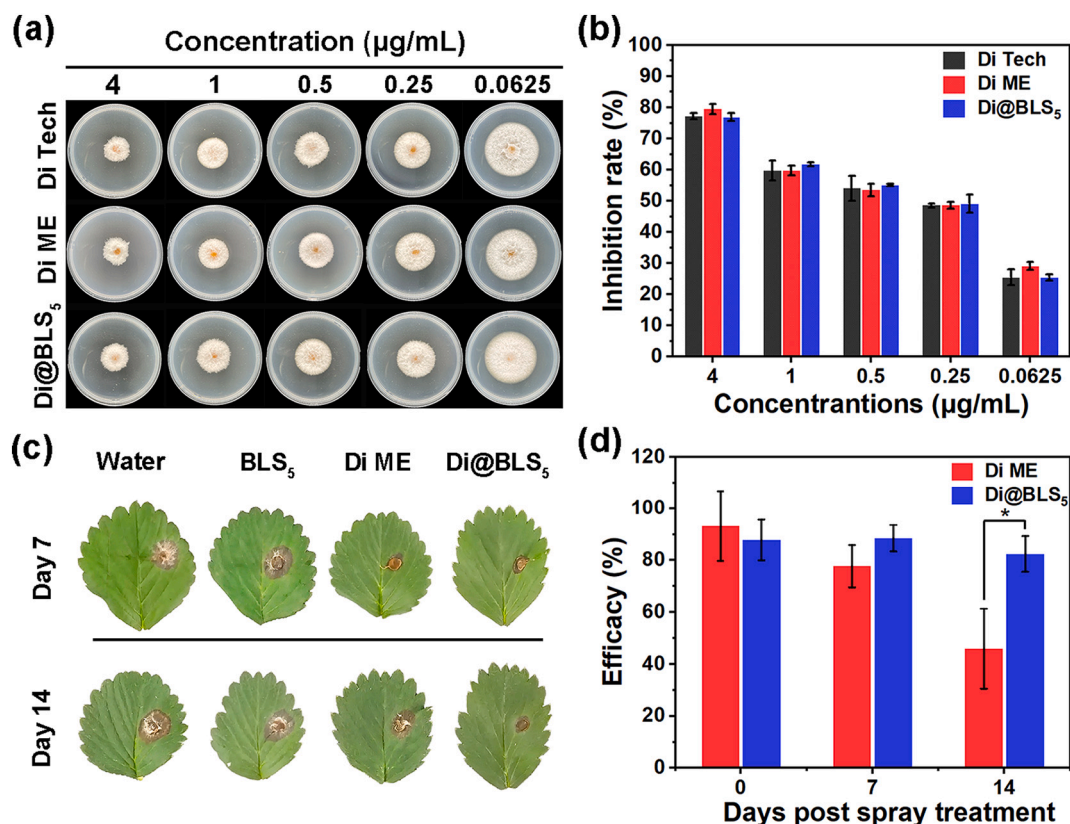 (a)
Concentration (µg/mL)
4 1 0.5 0.25 0.0625
Di Tech
Di ME
Di@BLS₅
(b)
Inhibition rate (%)
100
90
80
70
60
50
40
30
20
10
0
Di Tech
Di ME
Di@BLS₅
4 1 0.5 0.25 0.0625
Concentrantions (µg/mL)
(c)
Water BLS₅ Di ME Di@BLS₅
Day 7
Day 14
(d)
Efficacy (%)
120
100
80
60
40
20
0
Di ME
Di@BLS₅
*
0 7 14
Days post spray treatment